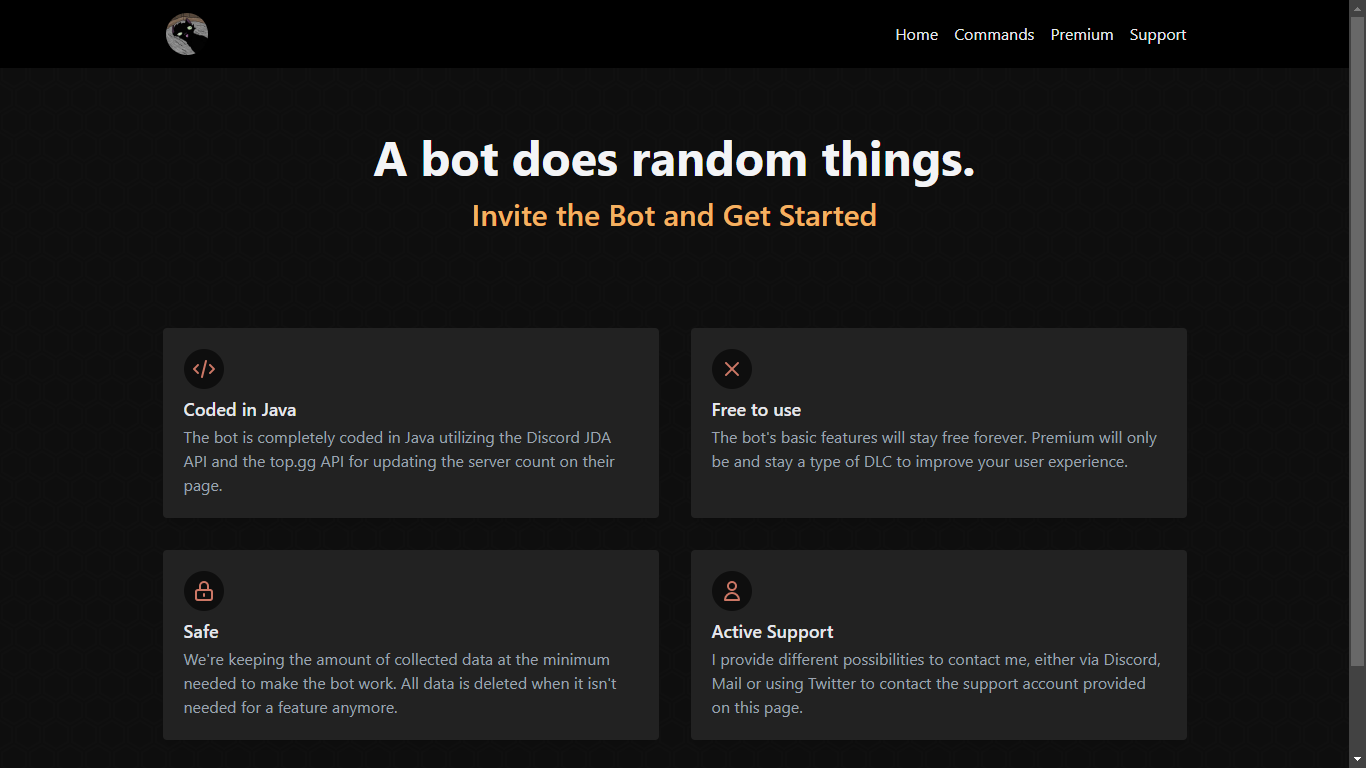 Home Commands Premium Support
A bot does random things.
Invite the Bot and Get Started
Coded in Java
The bot is completely coded in Java utilizing the Discord JDA
API and the top.gg API for updating the server count on their
page.
Free to use
The bot's basic features will stay free forever. Premium will only
be and stay a type of DLC to improve your user experience.
Safe
We're keeping the amount of collected data at the minimum
needed to make the bot work. All data is deleted when it isn't
needed for a feature anymore.
Active Support
I provide different possibilities to contact me, either via Discord,
Mail or using Twitter to contact the support account provided
on this page.